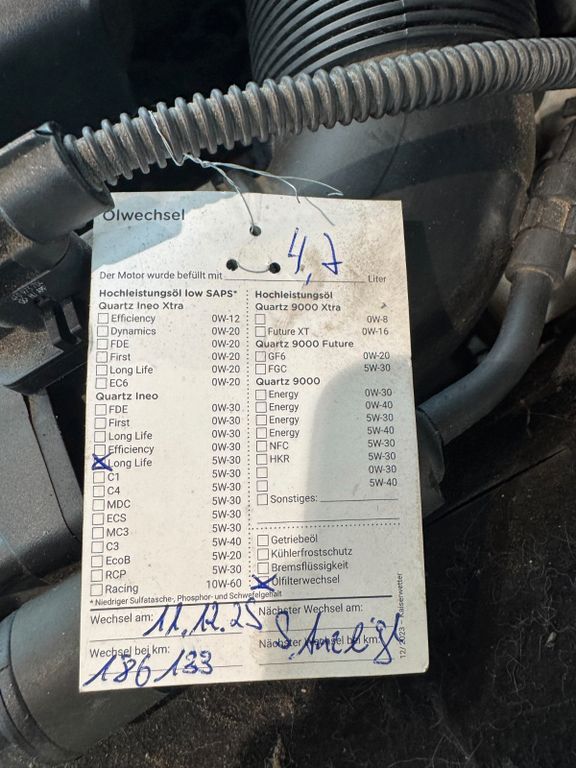 Ölwechsel
Der Motor wurde befüllt mit 4,7 Liter
Hochleistungsöl low SAPS*
Quartz Ineo Xtra
Efficiency 0W-12
Dynamics 0W-20
FDE 0W-20
First 0W-20
Long Life 0W-20
EC6 0W-20
Quartz Ineo
FDE 0W-30
First 0W-30
Long Life 0W-30
Efficiency 0W-30
Long Life 5W-30
C1 5W-30
C4 5W-30
MDC 5W-30
ECS 5W-30
MC3 5W-30
C3 5W-40
EcoB 5W-20
RCP 5W-30
Racing 10W-60
* Niedriger Sulfatasche-, Phosphor- und Schwefelgehalt
Hochleistungsöl
Quartz 9000 Xtra
0W-8
Future XT 0W-16
Quartz 9000 Future
GF6 0W-20
FGC 5W-30
Quartz 9000
Energy 0W-30
Energy 0W-40
Energy 5W-30
Energy 5W-40
NFC 5W-30
HKR 5W-30
0W-30
5W-40
Sonstiges:
Getriebeöl
Kühlerfrostschutz
Bremsflüssigkeit
Ölfilterwechsel
Wechsel am: 11.12.25
Wechsel bei km:
186 133
Nächster Wechsel am:
Nächster Wechsel bei km:
12/2023 – Kaiserwetter